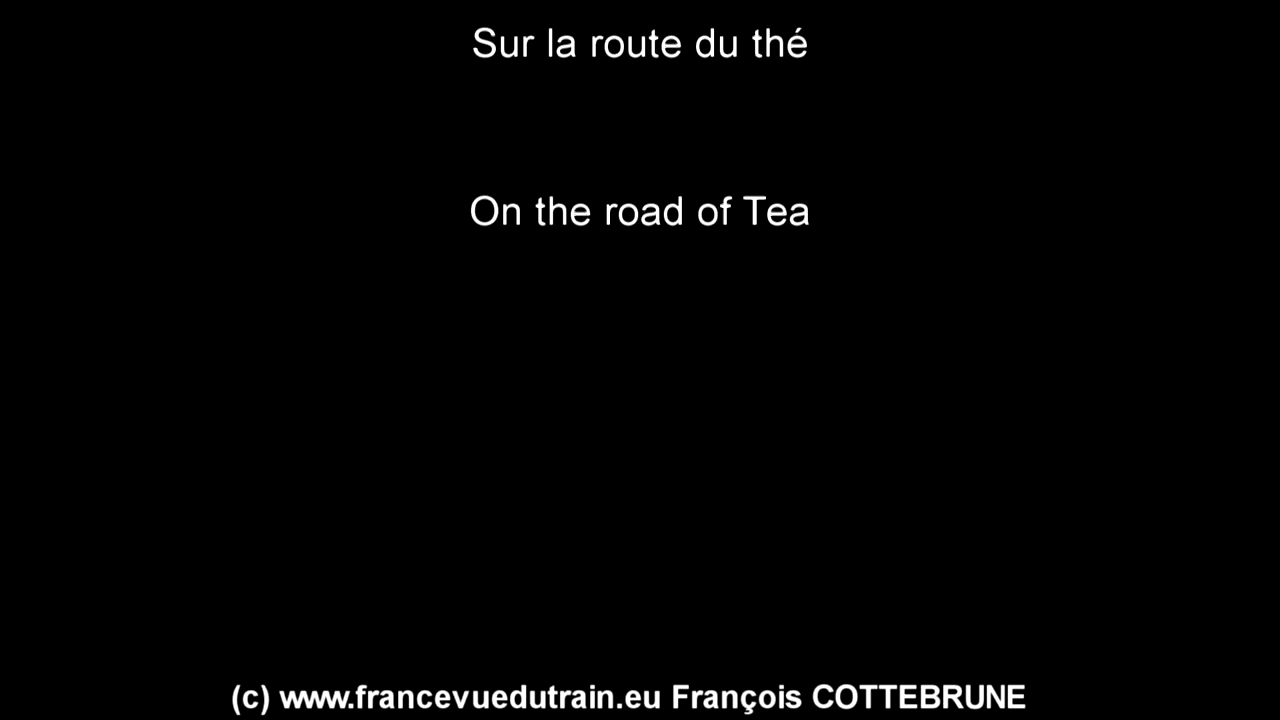 Sur la route du thé
On the road of Tea
(c) www.francevuedutrain.eu François COTTEBRUNE